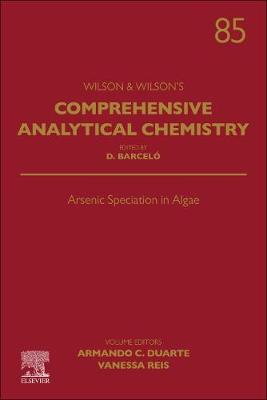 85
WILSON & WILSON'S
COMPREHENSIVE
ANALYTICAL CHEMISTRY
EDITED BY
D. BARCELÓ
Arsenic Speciation in Algae
VOLUME EDITORS
ARMANDO C. DUARTE
VANESSA REIS
ELSEVIER